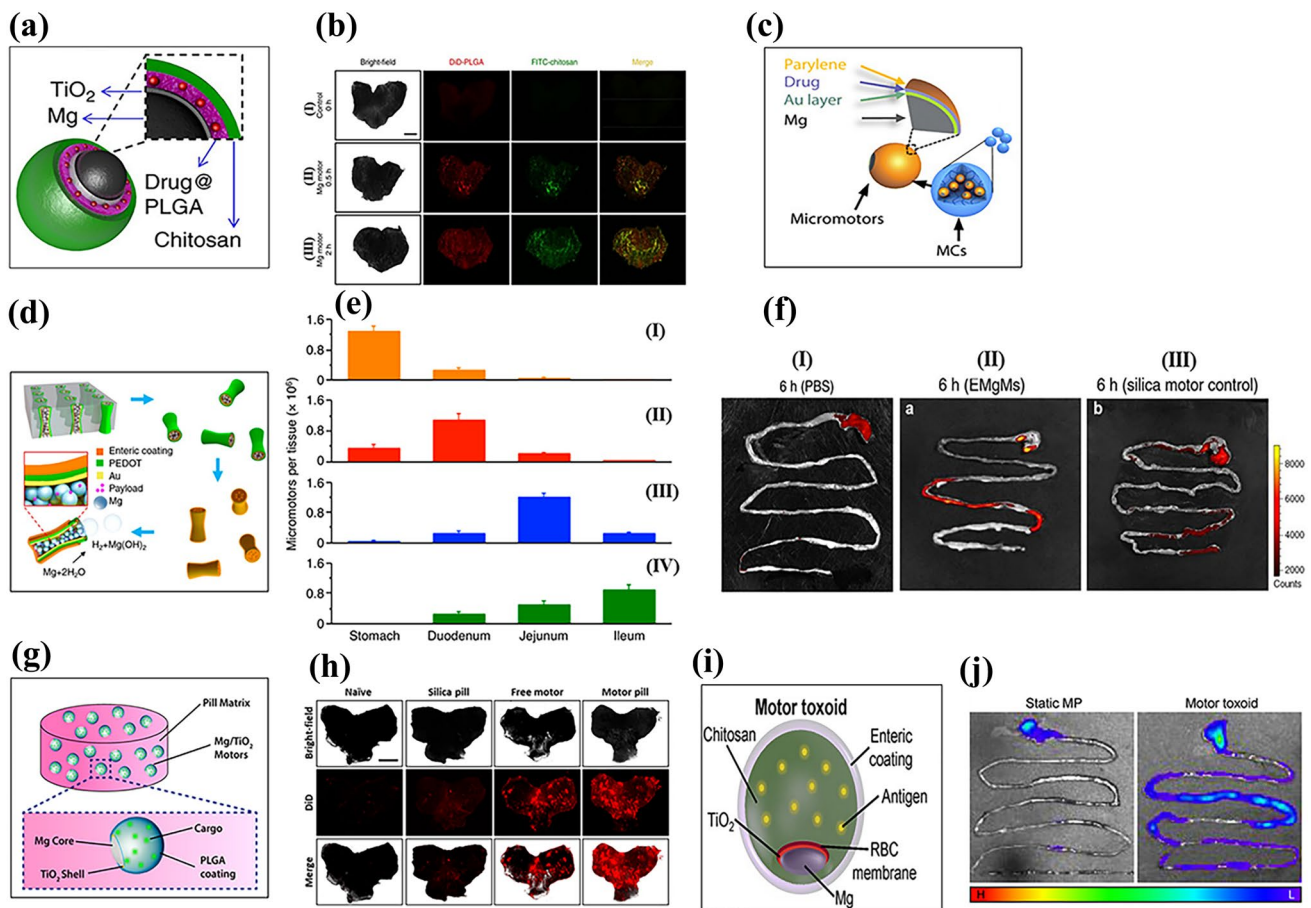 (a)
TiO2
Mg
Drug@
PLGA
Chitosan
(b)
Bright-field
DiD-PLGA
FITC-chitosan
Merge
(I)
Control
0 h
(II)
Mg motor
0.5 h
(III)
Mg motor
2 h
(c)
Parylene
Drug
Au layer
Mg
Micromotors
MCs
(d)
Enteric coating
PEDOT
Au
Payload
Mg
H2+Mg(OH)2
Mg+2H2O
(e)
Micromotors per tissue (× 10⁶)
1.6
0.8
0
(I)
1.6
0.8
0
(II)
1.6
0.8
0
(III)
1.6
0.8
0
(IV)
Stomach
Duodenum
Jejunum
Ileum
(f)
(I)
6 h (PBS)
(II)
6 h (EMgMs)
a
(III)
6 h (silica motor control)
b
8000
6000
4000
2000
Counts
(g)
Pill Matrix
Mg/TiO2
Motors
Mg Core
TiO2 Shell
Cargo
PLGA
coating
(h)
Naïve
Silica pill
Free motor
Motor pill
Bright-field
DiD
Merge
(i)
Motor toxoid
Chitosan
TiO2
Enteric
coating
Antigen
RBC
membrane
Mg
(j)
Static MP
Motor toxoid
H
L